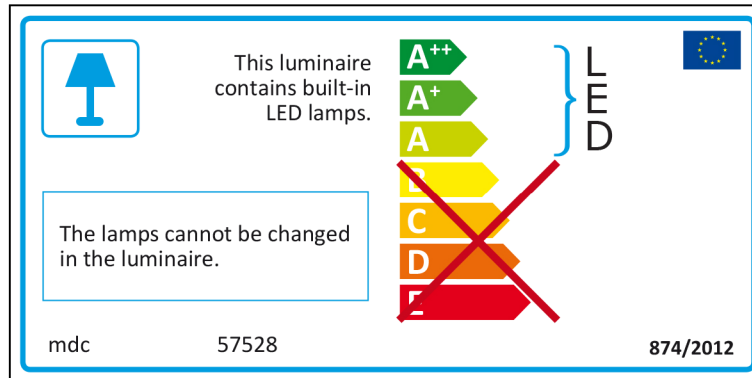 This luminaire
contains built-in
LED lamps.
A++
A+
A
B
C
D
E
L
E
D
The lamps cannot be changed
in the luminaire.
mdc 57528
874/2012